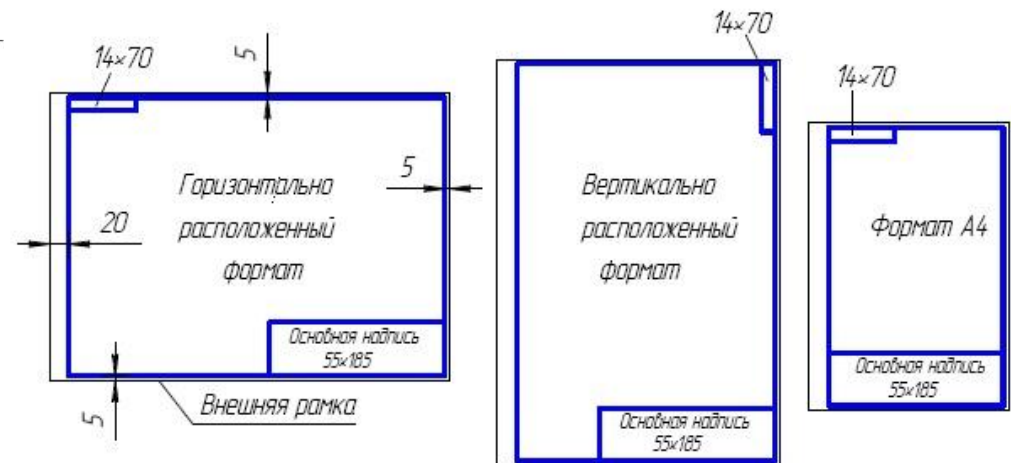 14×70
5
Горизонтально
расположенный
формат
5
20
Основная надпись
55×185
5
Внешняя рамка
14×70
Вертикально
расположенный
формат
Основная надпись
55×185
14×70
Формат А4
Основная надпись
55×185